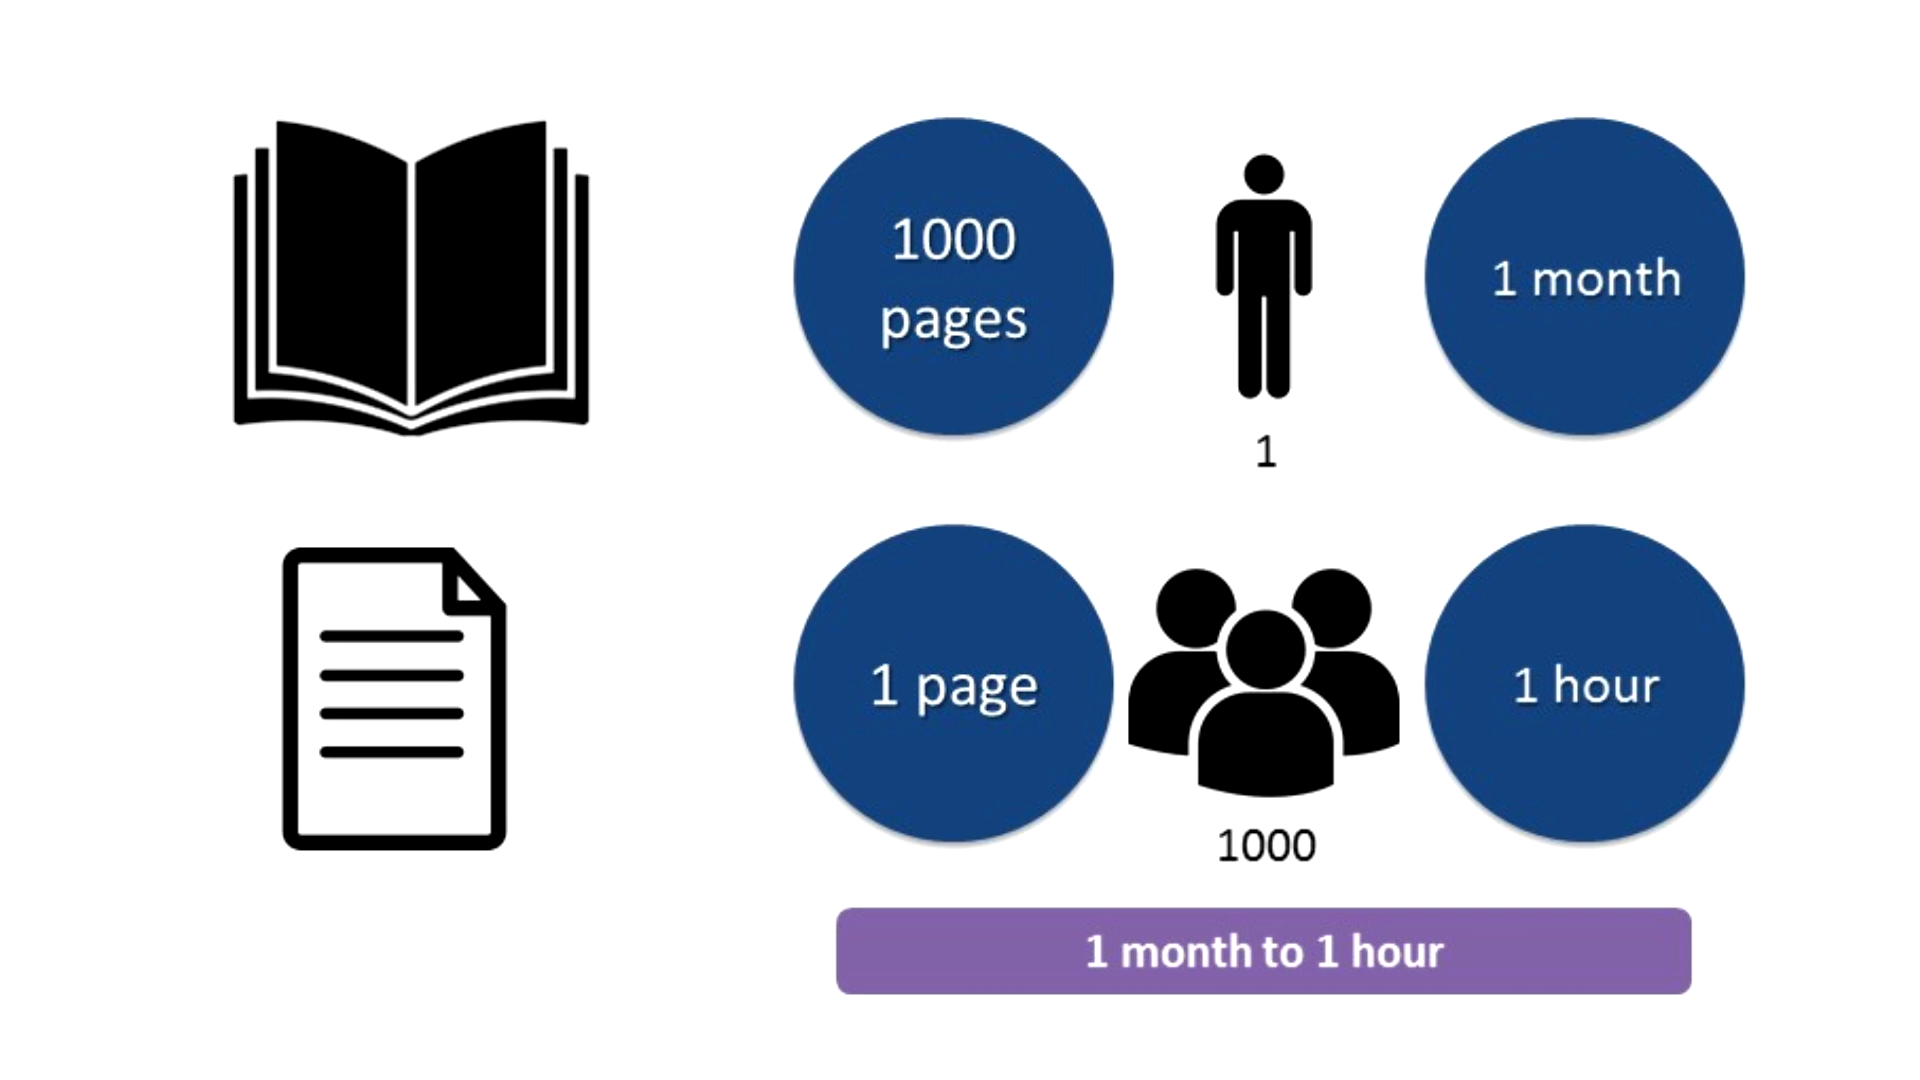 1000
pages
1 month
1
1 page
1 hour
1000
1 month to 1 hour